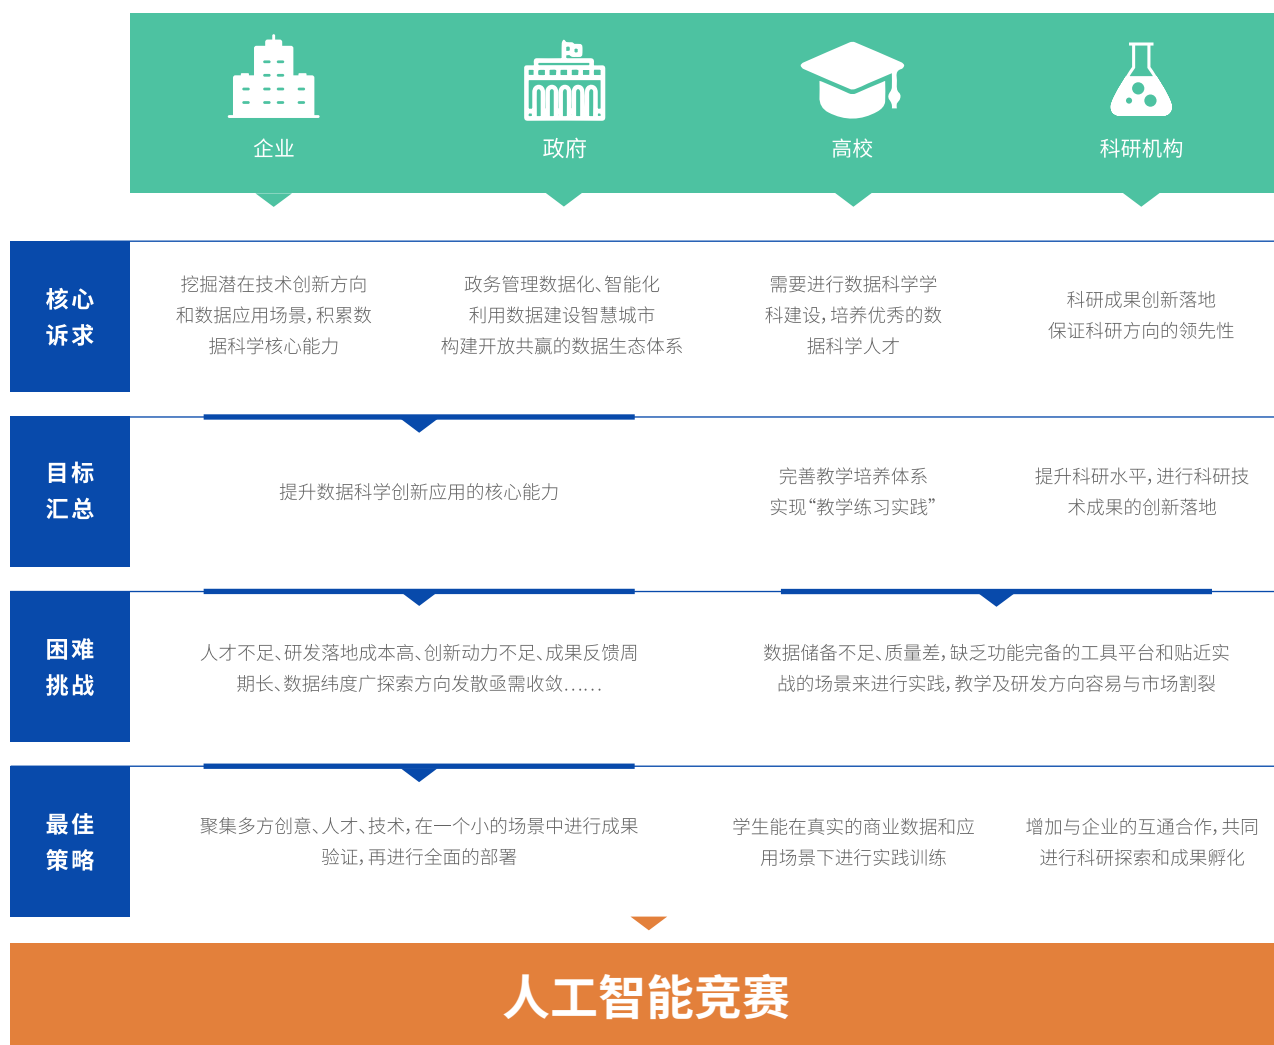 企业
政府
高校
科研机构
核心
诉求
挖掘潜在技术创新方向
和数据应用场景，积累数
据科学核心能力
政务管理数据化、智能化
利用数据建设智慧城市
构建开放共赢的数据生态体系
需要进行数据科学学
科建设，培养优秀的数
据科学人才
科研成果创新落地
保证科研方向的领先性
目标
汇总
提升数据科学创新应用的核心能力
完善教学培养体系
实现“教学练习实践”
提升科研水平，进行科研技
术成果的创新落地
困难
挑战
人才不足、研发落地成本高、创新动力不足、成果反馈周
期长、数据纬度广探索方向发散亟需收敛……
数据储备不足、质量差，缺乏功能完备的工具平台和贴近实
战的场景来进行实践，教学及研发方向容易与市场割裂
最佳
策略
聚集多方创意、人才、技术，在一个小的场景中进行成果
验证，再进行全面的部署
学生能在真实的商业数据和应
用场景下进行实践训练
增加与企业的互通合作，共同
进行科研探索和成果孵化
人工智能竞赛